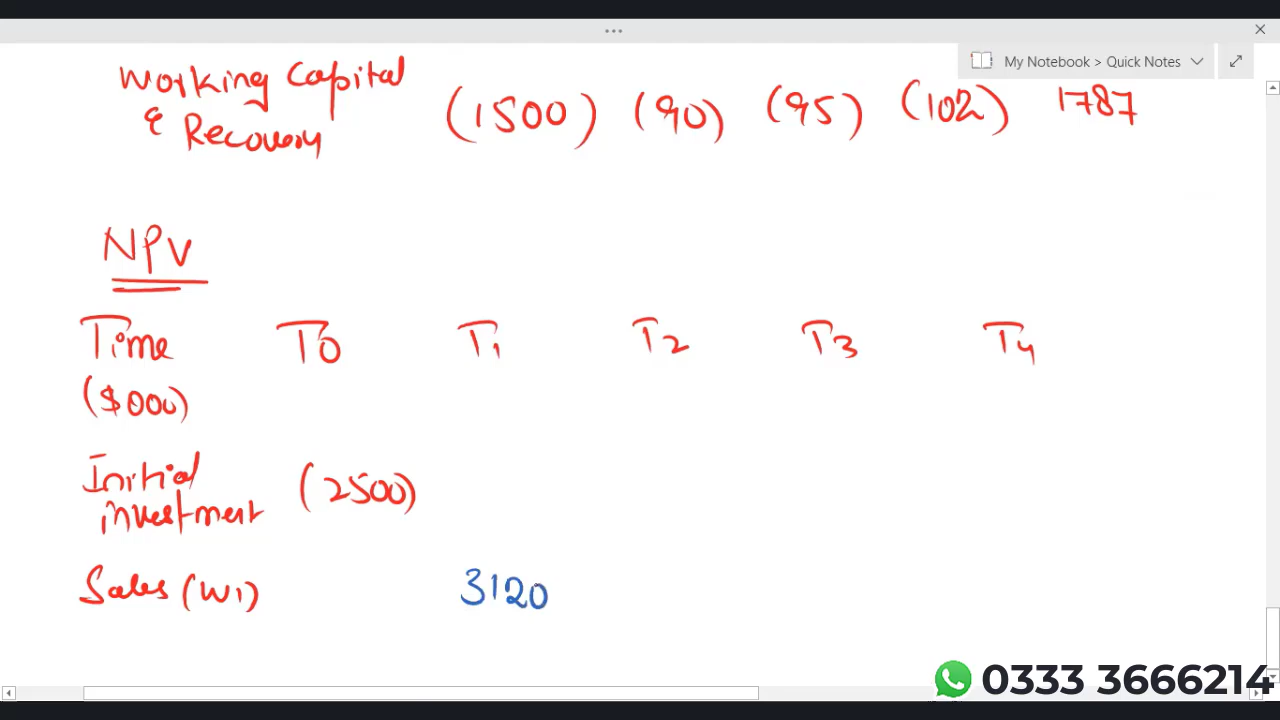 My Notebook > Quick Notes
Working Capital
& Recovery (1500) (90) (95) (102) 1787
NPV
Time T0 T1 T2 T3 T4
($000)
Initial
investment (2500)
Sales (W1) 3120
0333 3666214